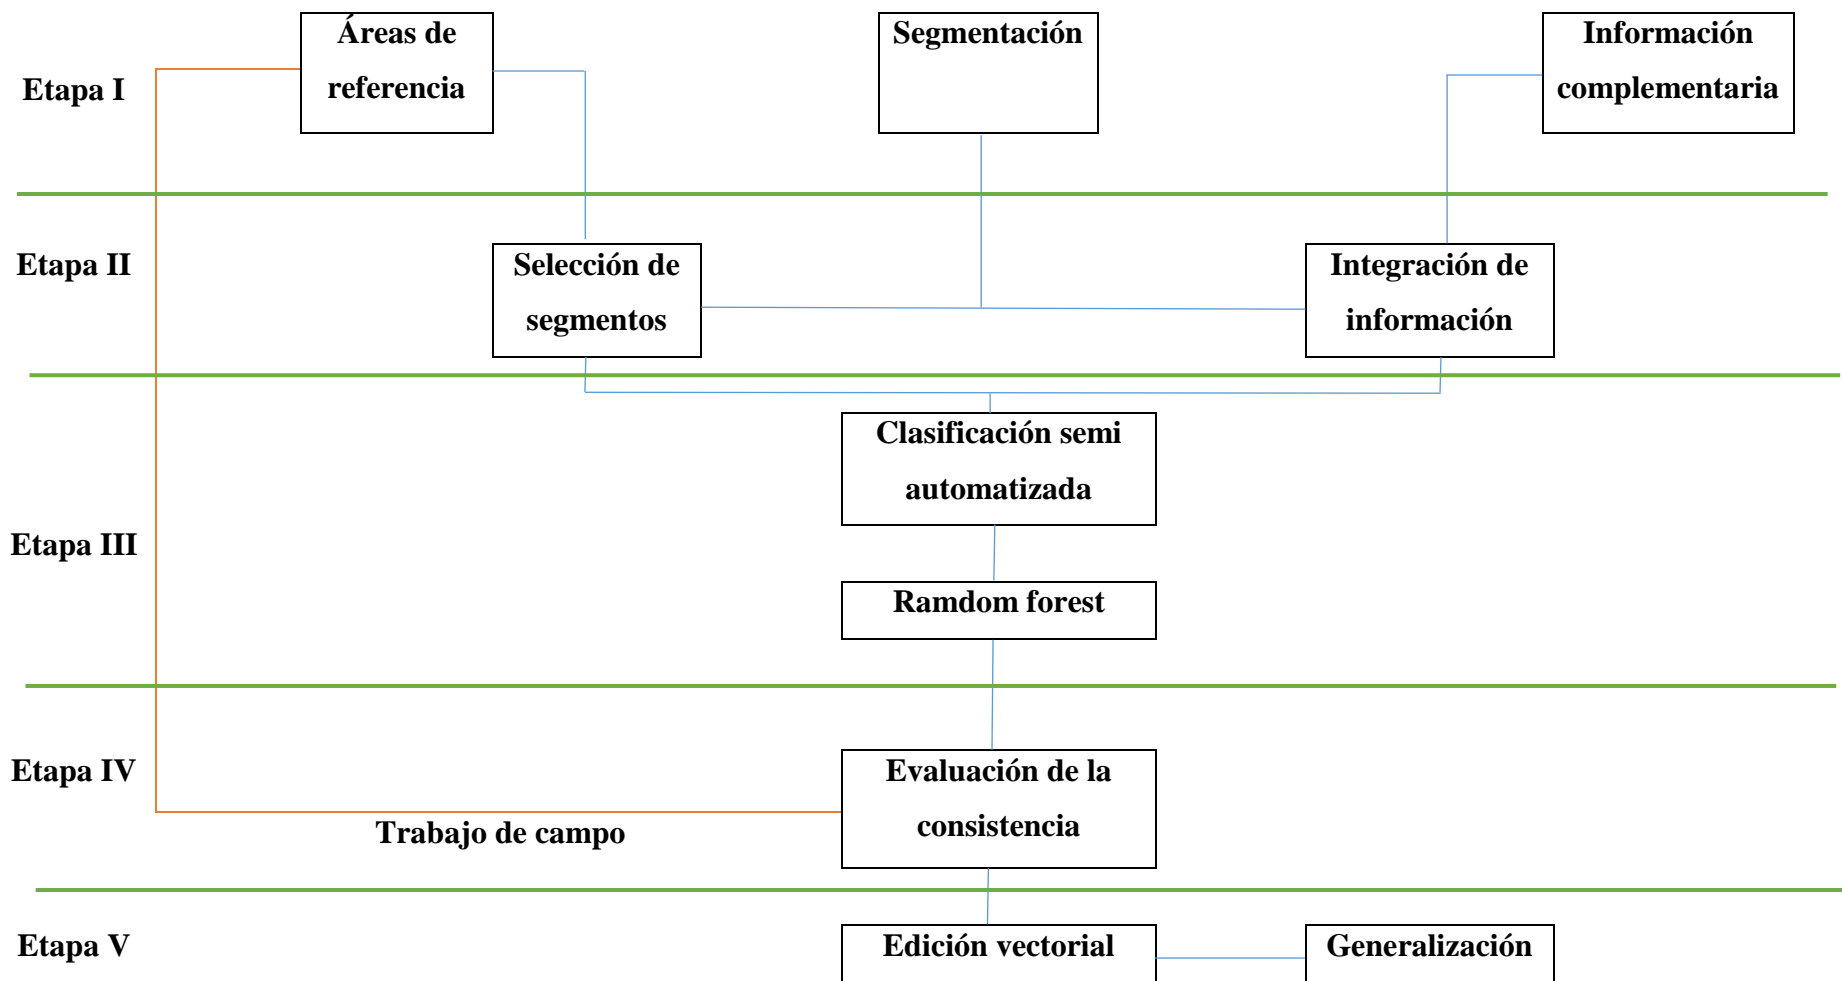 Áreas de
referencia
Segmentación
Información
complementaria
Etapa I
Etapa II
Selección de
segmentos
Integración de
información
Clasificación semi
automatizada
Etapa III
Ramdom forest
Etapa IV
Evaluación de la
consistencia
Trabajo de campo
Etapa V
Edición vectorial
Generalización